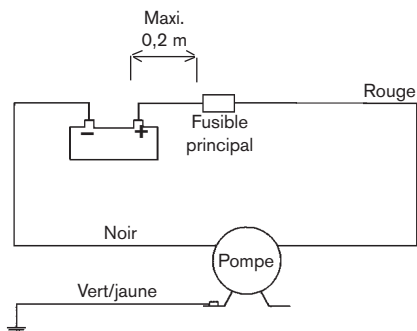 Maxi.
0,2 m
Fusible
principal
Rouge
Noir
Pompe
Vert/jaune